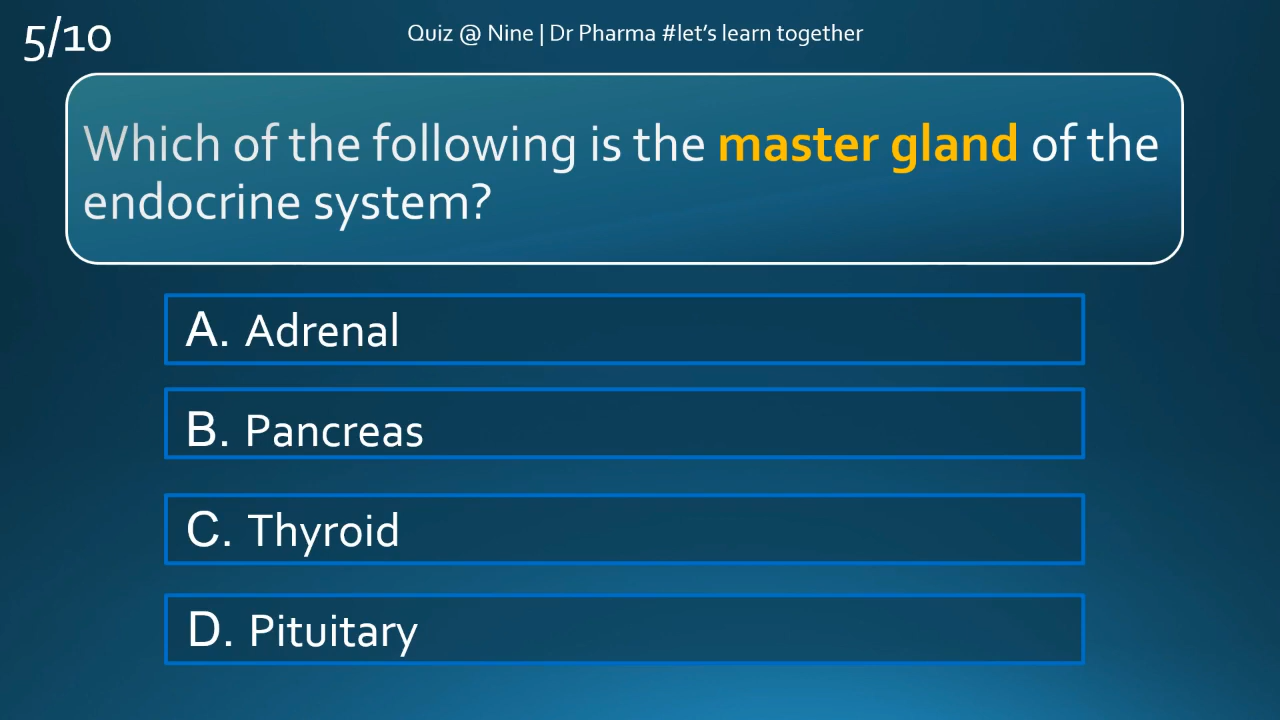 5/10
Quiz @ Nine | Dr Pharma #let's learn together
Which of the following is the master gland of the
endocrine system?
A. Adrenal
B. Pancreas
C. Thyroid
D. Pituitary